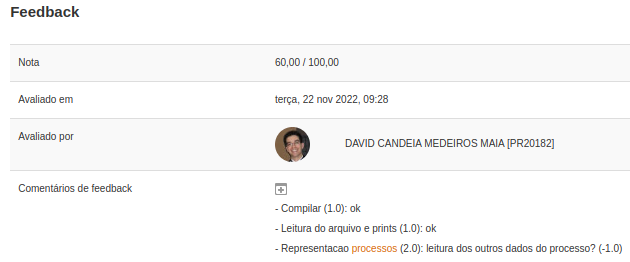 Feedback
Nota 60,00 / 100,00
Avaliado em terça, 22 nov 2022, 09:28
Avaliado por DAVID CANDEIA MEDEIROS MAIA [PR20182]
Comentários de feedback
- Compilar (1.0): ok
- Leitura do arquivo e prints (1.0): ok
- Representacao processos (2.0): leitura dos outros dados do processo? (-1.0)